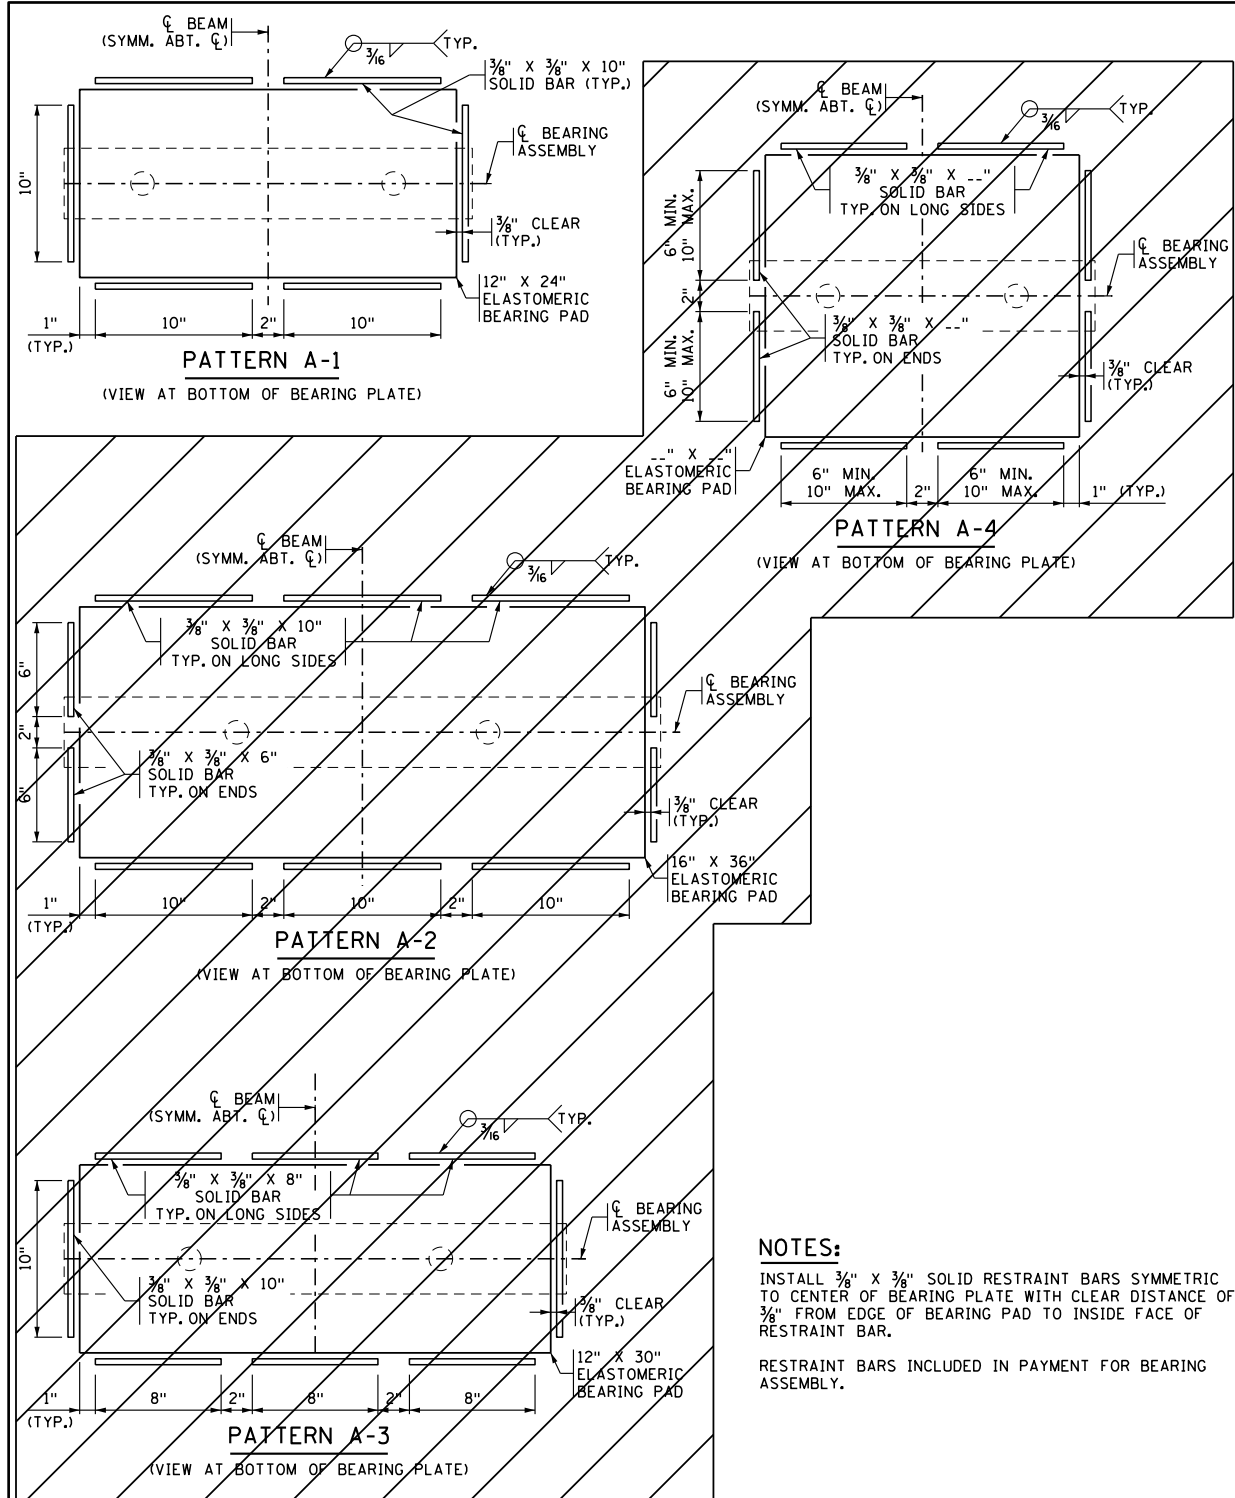 ℄ BEAM
(SYMM. ABT. ℄)
3/16
TYP.
3/8" X 3/8" X 10"
SOLID BAR (TYP.)
℄ BEARING
ASSEMBLY
10"
3/8" CLEAR
(TYP.)
12" X 24"
ELASTOMERIC
BEARING PAD
1"
(TYP.)
10"
2"
10"
PATTERN A-1
(VIEW AT BOTTOM OF BEARING PLATE)
℄ BEAM
(SYMM. ABT. ℄)
3/16
TYP.
3/8" X 3/8" X __"
SOLID BAR
TYP. ON LONG SIDES
6" MIN.
10" MAX.
2"
6" MIN.
10" MAX.
℄ BEARING
ASSEMBLY
3/8" X 3/8" X __"
SOLID BAR
TYP. ON ENDS
3/8" CLEAR
(TYP.)
__" X __"
ELASTOMERIC
BEARING PAD
6" MIN.
10" MAX.
2"
6" MIN.
10" MAX.
1" (TYP.)
PATTERN A-4
(VIEW AT BOTTOM OF BEARING PLATE)
℄ BEAM
(SYMM. ABT. ℄)
3/16
TYP.
3/8" X 3/8" X 10"
SOLID BAR
TYP. ON LONG SIDES
6"
2"
6"
℄ BEARING
ASSEMBLY
3/8" X 3/8" X 6"
SOLID BAR
TYP. ON ENDS
3/8" CLEAR
(TYP.)
16" X 36"
ELASTOMERIC
BEARING PAD
1"
(TYP.)
10"
2"
10"
2"
10"
PATTERN A-2
(VIEW AT BOTTOM OF BEARING PLATE)
℄ BEAM
(SYMM. ABT. ℄)
3/16
TYP.
3/8" X 3/8" X 8"
SOLID BAR
TYP. ON LONG SIDES
10"
℄ BEARING
ASSEMBLY
3/8" X 3/8" X 10"
SOLID BAR
TYP. ON ENDS
3/8" CLEAR
(TYP.)
12" X 30"
ELASTOMERIC
BEARING PAD
1"
(TYP.)
8"
2"
8"
2"
8"
PATTERN A-3
(VIEW AT BOTTOM OF BEARING PLATE)
NOTES:
INSTALL 3/8" X 3/8" SOLID RESTRAINT BARS SYMMETRIC
TO CENTER OF BEARING PLATE WITH CLEAR DISTANCE OF
3/8" FROM EDGE OF BEARING PAD TO INSIDE FACE OF
RESTRAINT BAR.
RESTRAINT BARS INCLUDED IN PAYMENT FOR BEARING
ASSEMBLY.